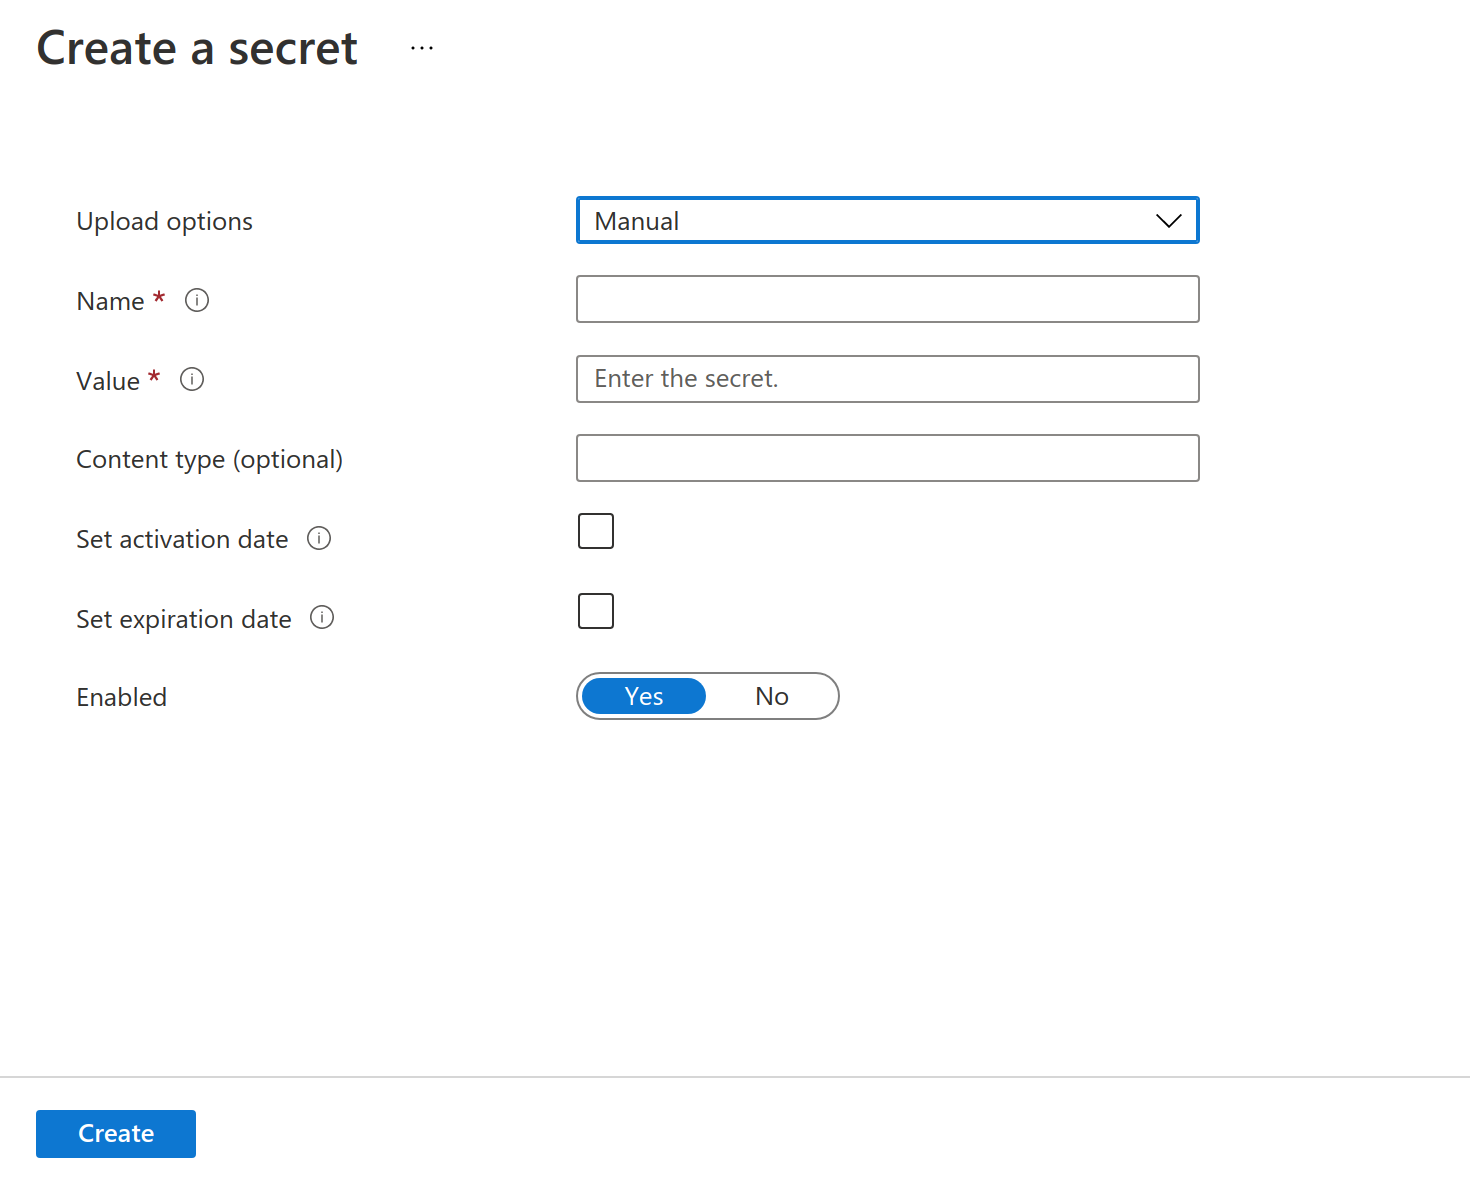 Create a secret ...
Upload options Manual
Name *
Value * Enter the secret.
Content type (optional)
Set activation date
Set expiration date
Enabled Yes No
Create